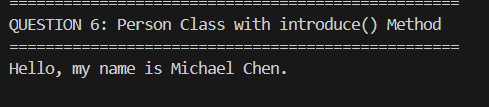 ==================================================
QUESTION 6: Person Class with introduce() Method
==================================================
Hello, my name is Michael Chen.